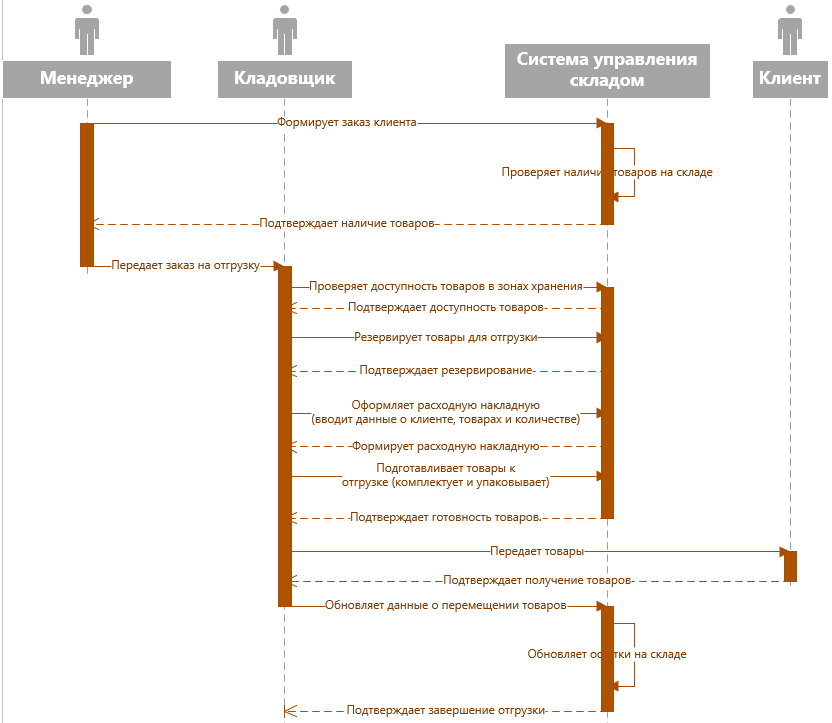 Менеджер
Кладовщик
Система управления
складом
Клиент
Формирует заказ клиента
Проверяет наличие товаров на складе
Подтверждает наличие товаров
Передает заказ на отгрузку
Проверяет доступность товаров в зонах хранения
Подтверждает доступность товаров
Резервирует товары для отгрузки
Подтверждает резервирование
Оформляет расходную накладную
(вводит данные о клиенте, товарах и количестве)
Формирует расходную накладную
Подготавливает товары к
отгрузке (комплектует и упаковывает)
Подтверждает готовность товаров.
Передает товары
Подтверждает получение товаров
Обновляет данные о перемещении товаров
Обновляет остатки на складе
Подтверждает завершение отгрузки